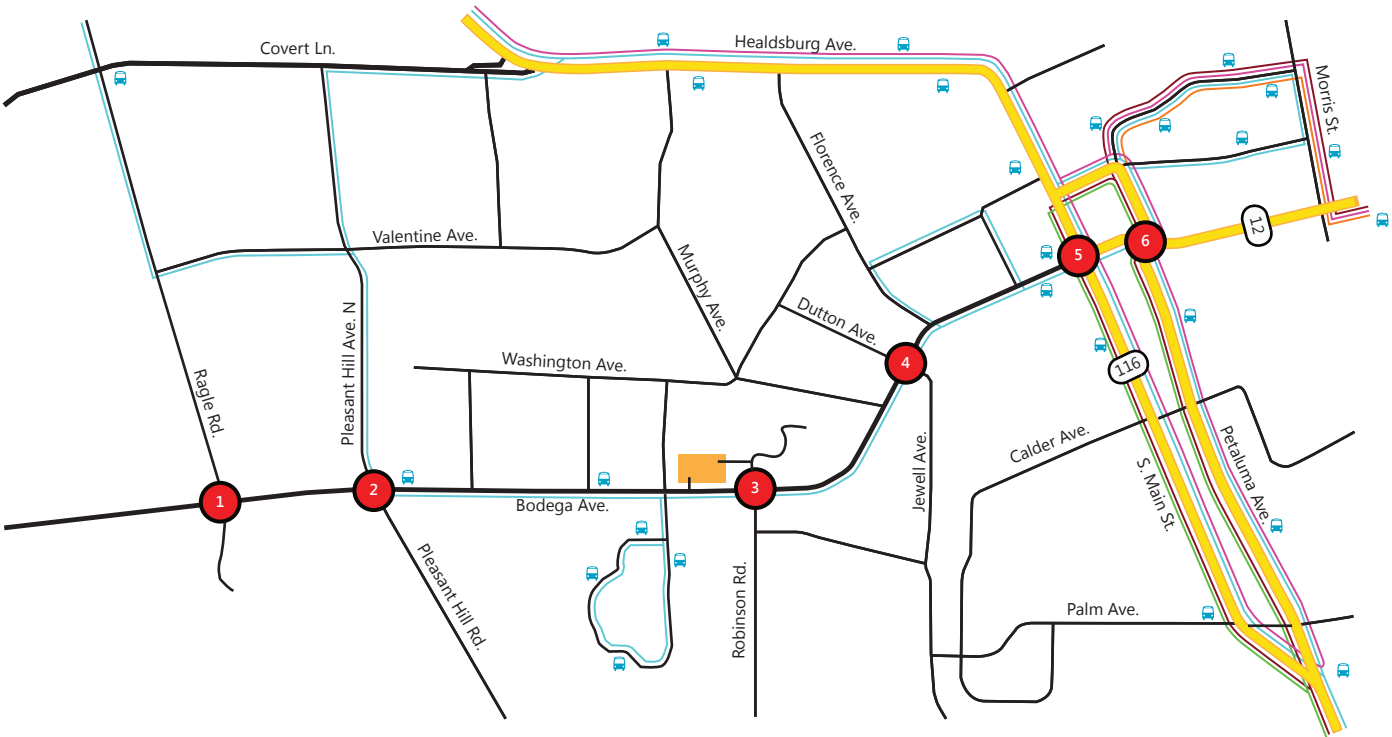 Covert Ln.
Healdsburg Ave.
Morris St.
Florence Ave.
12
Valentine Ave.
6
5
Murphy Ave.
Pleasant Hill Ave. N
Dutton Ave.
Washington Ave.
4
116
Ragle Rd.
Jewell Ave.
Calder Ave.
Petaluma Ave.
S. Main St.
1
2
3
Bodega Ave.
Pleasant Hill Rd.
Robinson Rd.
Palm Ave.